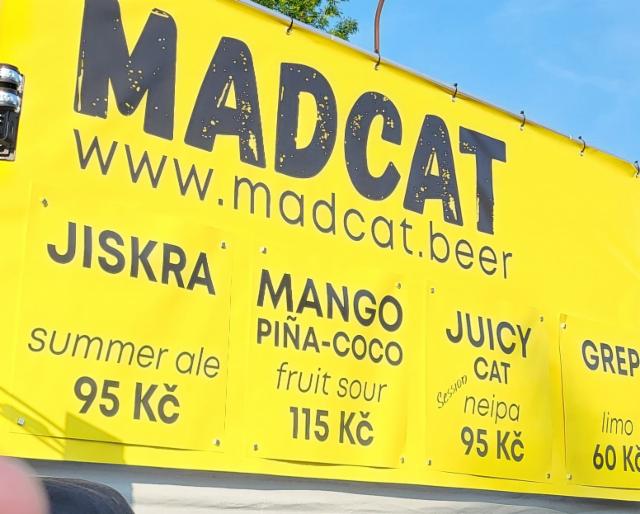 MADCAT
www.madcat.beer
JISKRA
summer ale
95 Kč
MANGO
PIÑA-COCO
fruit sour
115 Kč
JUICY
CAT
Session
neipa
95 Kč
GREP
limo
60 Kč